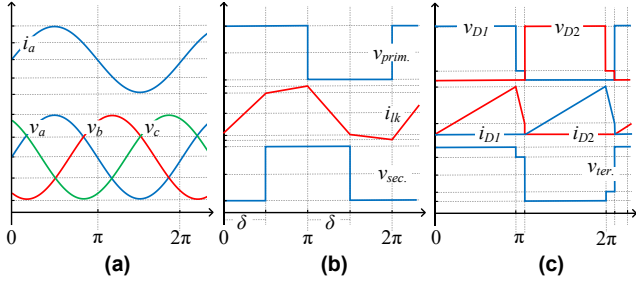 i_a
v_a
v_b
v_c
0
π
2π
(a)
v_prim.
i_lk
v_sec.
0
δ
π
δ
2π
(b)
v_D1
v_D2
i_D1
i_D2
v_ter.
0
π
2π
(c)